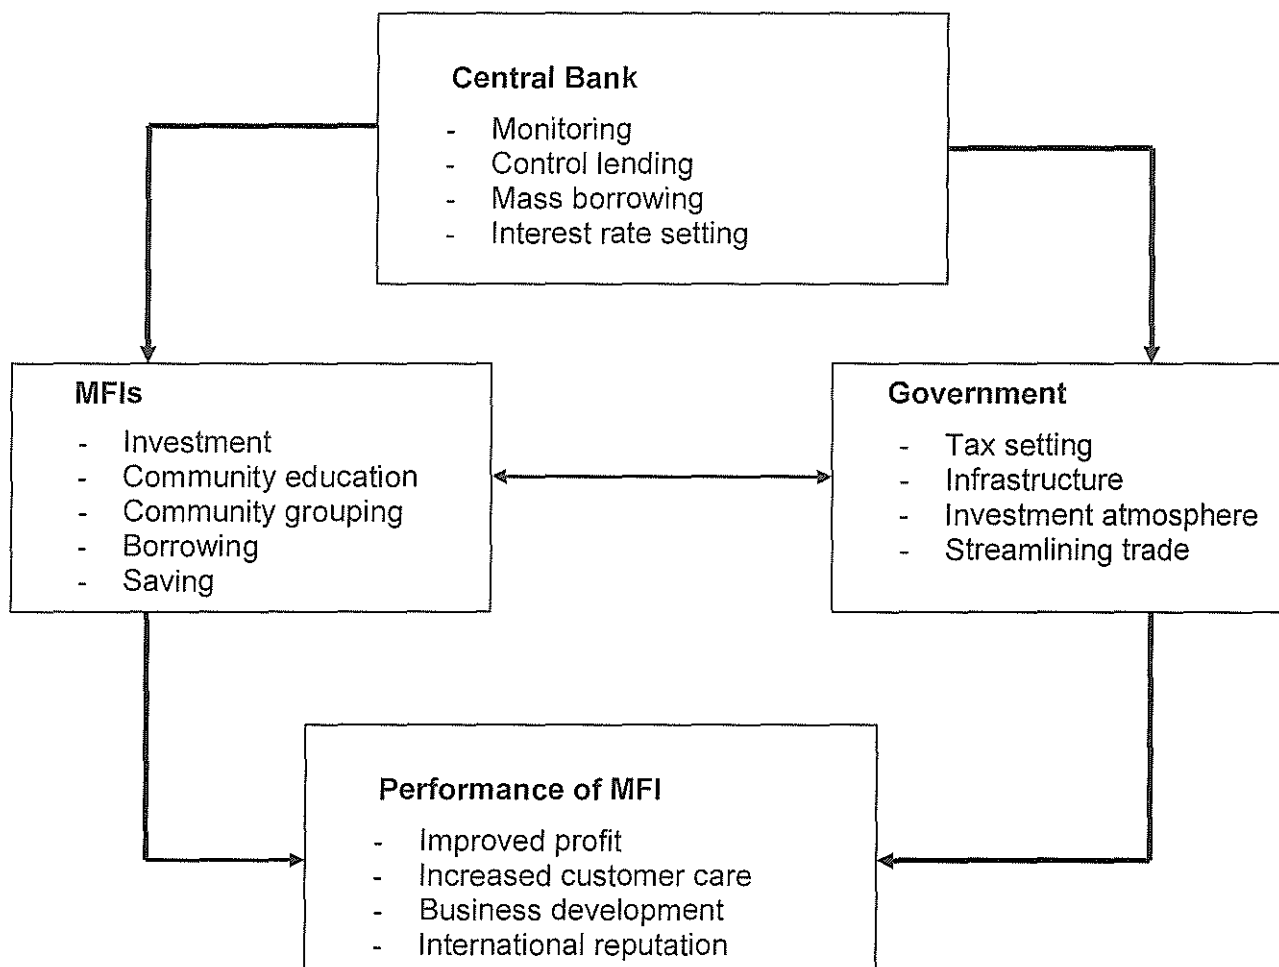 Central Bank
- Monitoring
- Control lending
- Mass borrowing
- Interest rate setting
MFIs
- Investment
- Community education
- Community grouping
- Borrowing
- Saving
Government
- Tax setting
- Infrastructure
- Investment atmosphere
- Streamlining trade
Performance of MFI
- Improved profit
- Increased customer care
- Business development
- International reputation